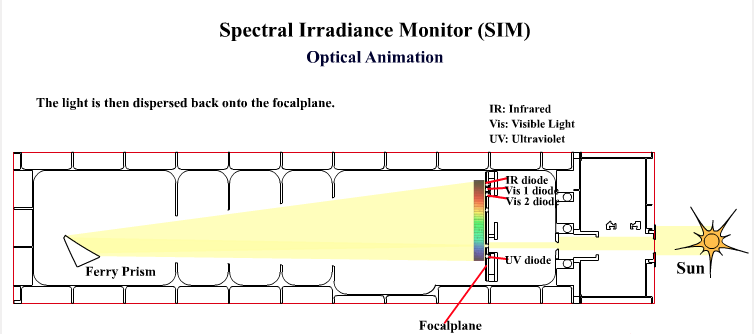 Spectral Irradiance Monitor (SIM)
Optical Animation
The light is then dispersed back onto the focalplane.
IR: Infrared
Vis: Visible Light
UV: Ultraviolet
IR diode
Vis 1 diode
Vis 2 diode
UV diode
Ferry Prism
Sun
Focalplane